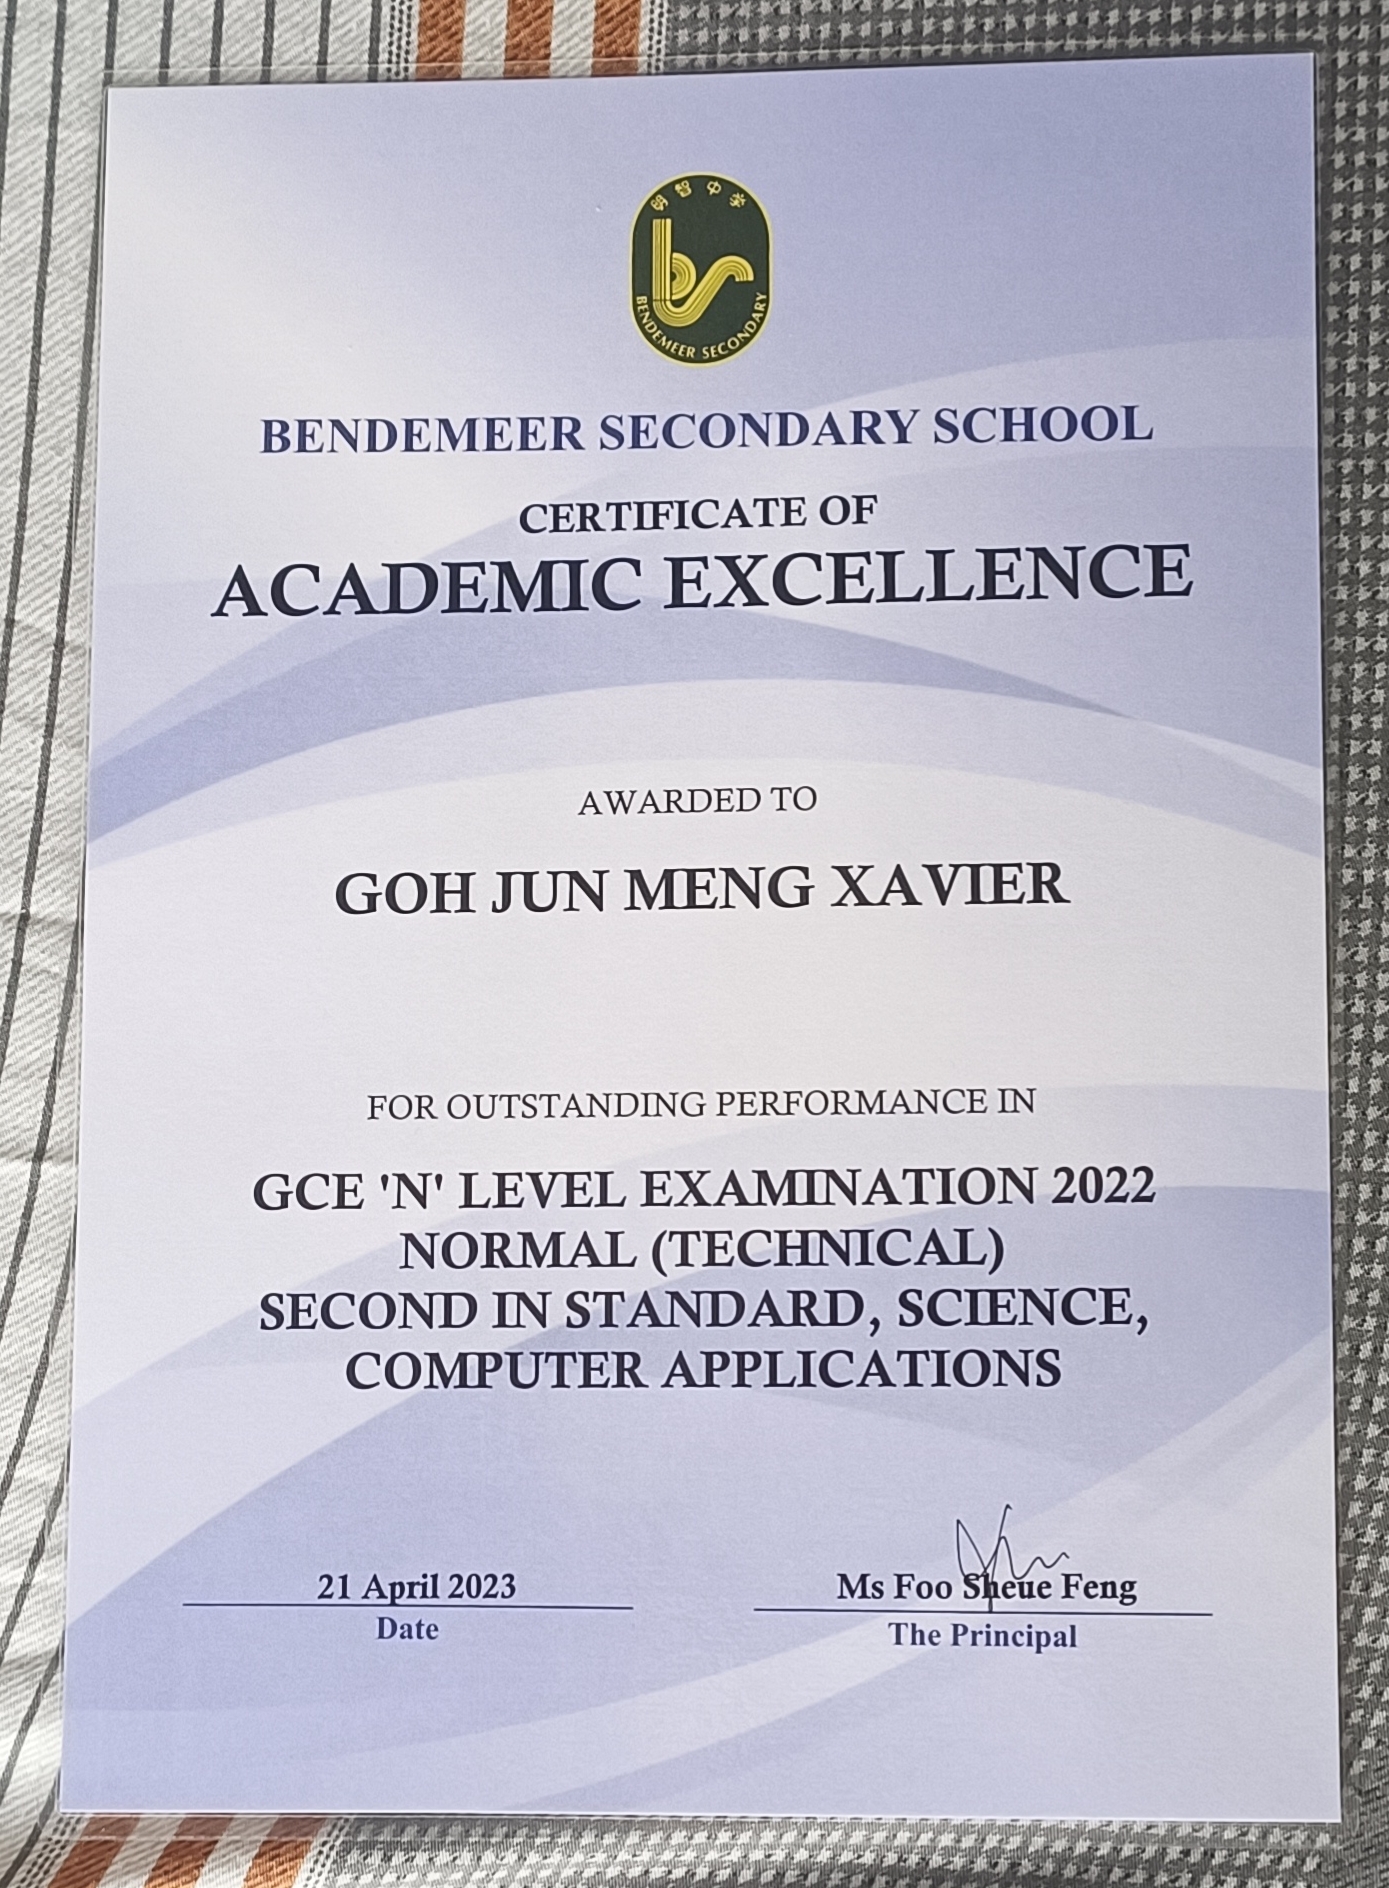 明智中学
BENDEMEER SECONDARY
BENDEMEER SECONDARY SCHOOL
CERTIFICATE OF
ACADEMIC EXCELLENCE
AWARDED TO
GOH JUN MENG XAVIER
FOR OUTSTANDING PERFORMANCE IN
GCE 'N' LEVEL EXAMINATION 2022
NORMAL (TECHNICAL)
SECOND IN STANDARD, SCIENCE,
COMPUTER APPLICATIONS
21 April 2023
Date
Ms Foo Sheue Feng
The Principal